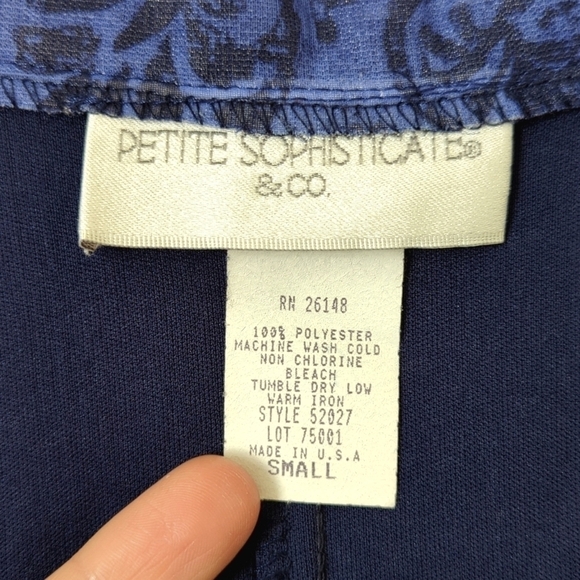 PETITE SOPHISTICATE®
& CO.
RN 26148
100% POLYESTER
MACHINE WASH COLD
NON CHLORINE
BLEACH
TUMBLE DRY LOW
WARM IRON
STYLE 52027
LOT 75001
MADE IN U.S.A
SMALL